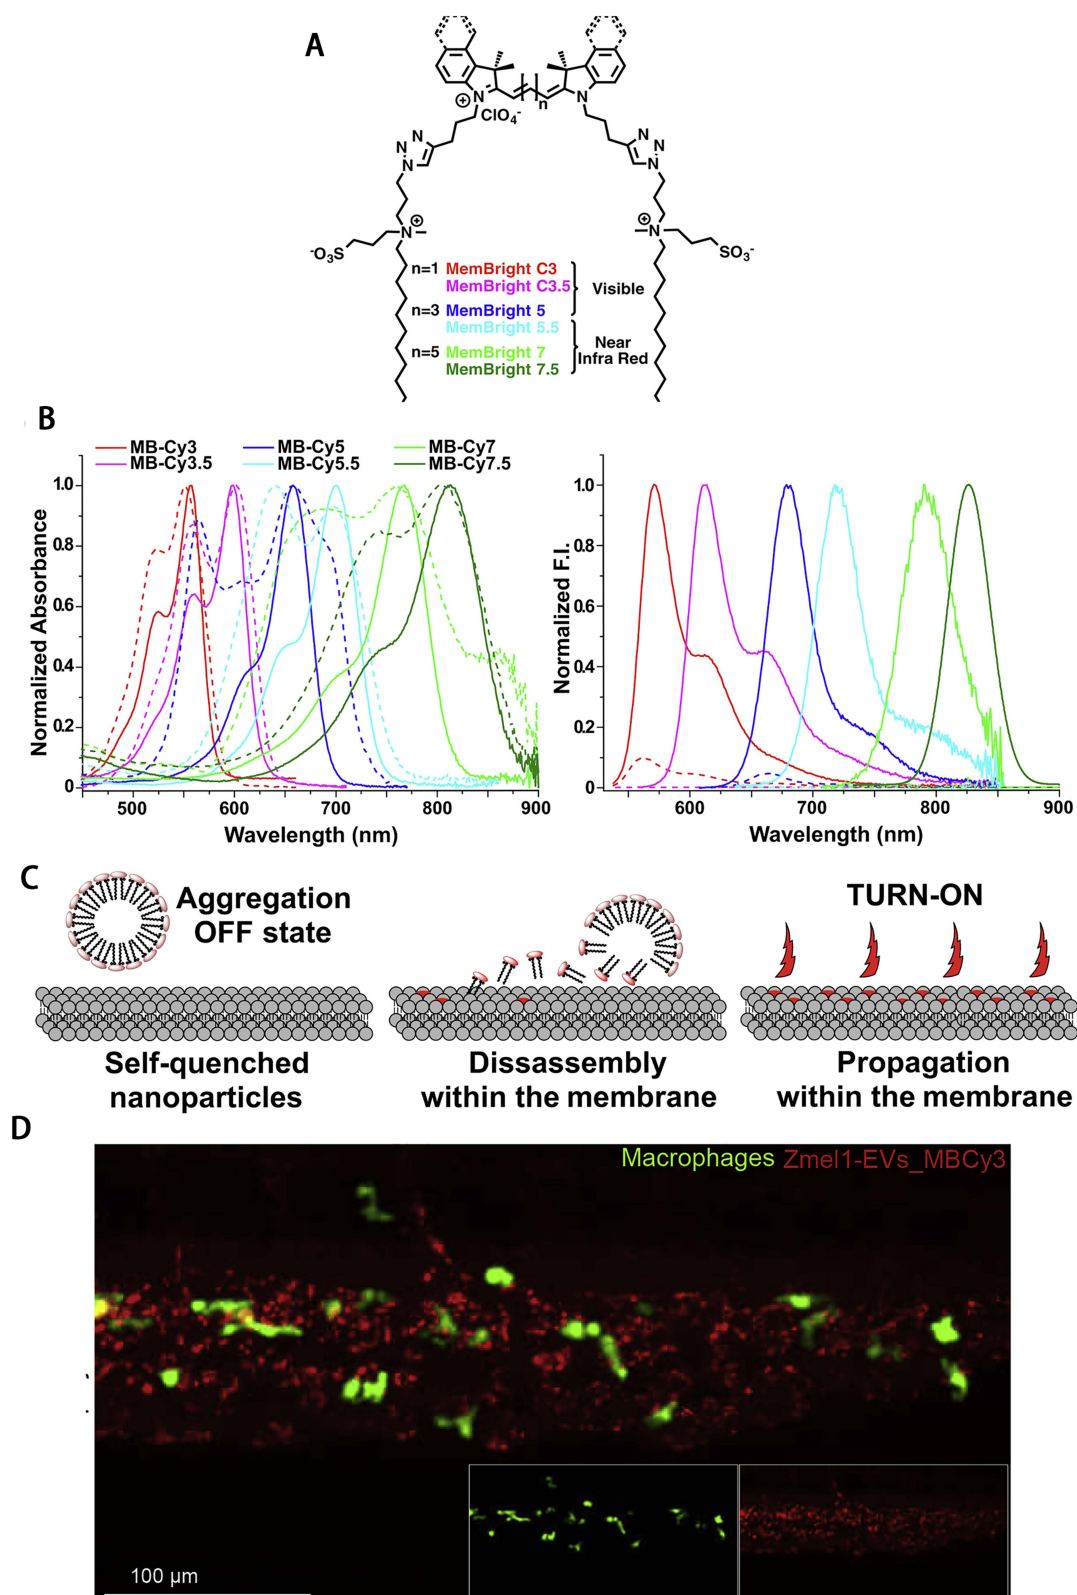 A
N
⊕
ClO₄⁻
n
N
N
N
N
N
N
N
⊕
N
⊕
N
⁻O₃S
SO₃⁻
n=1 MemBright C3
MemBright C3.5
Visible
n=3 MemBright 5
MemBright 5.5
Near
Infra Red
n=5 MemBright 7
MemBright 7.5
B
MB-Cy3 MB-Cy5 MB-Cy7
MB-Cy3.5 MB-Cy5.5 MB-Cy7.5
Normalized Absorbance
1.0
0.8
0.6
0.4
0.2
0
500 600 700 800 900
Wavelength (nm)
Normalized F.I.
1.0
0.8
0.6
0.4
0.2
0
600 700 800 900
Wavelength (nm)
C
Aggregation
OFF state
TURN-ON
Self-quenched
nanoparticles
Dissassembly
within the membrane
Propagation
within the membrane
D
Macrophages Zmel1-EVs_MBCy3
100 µm